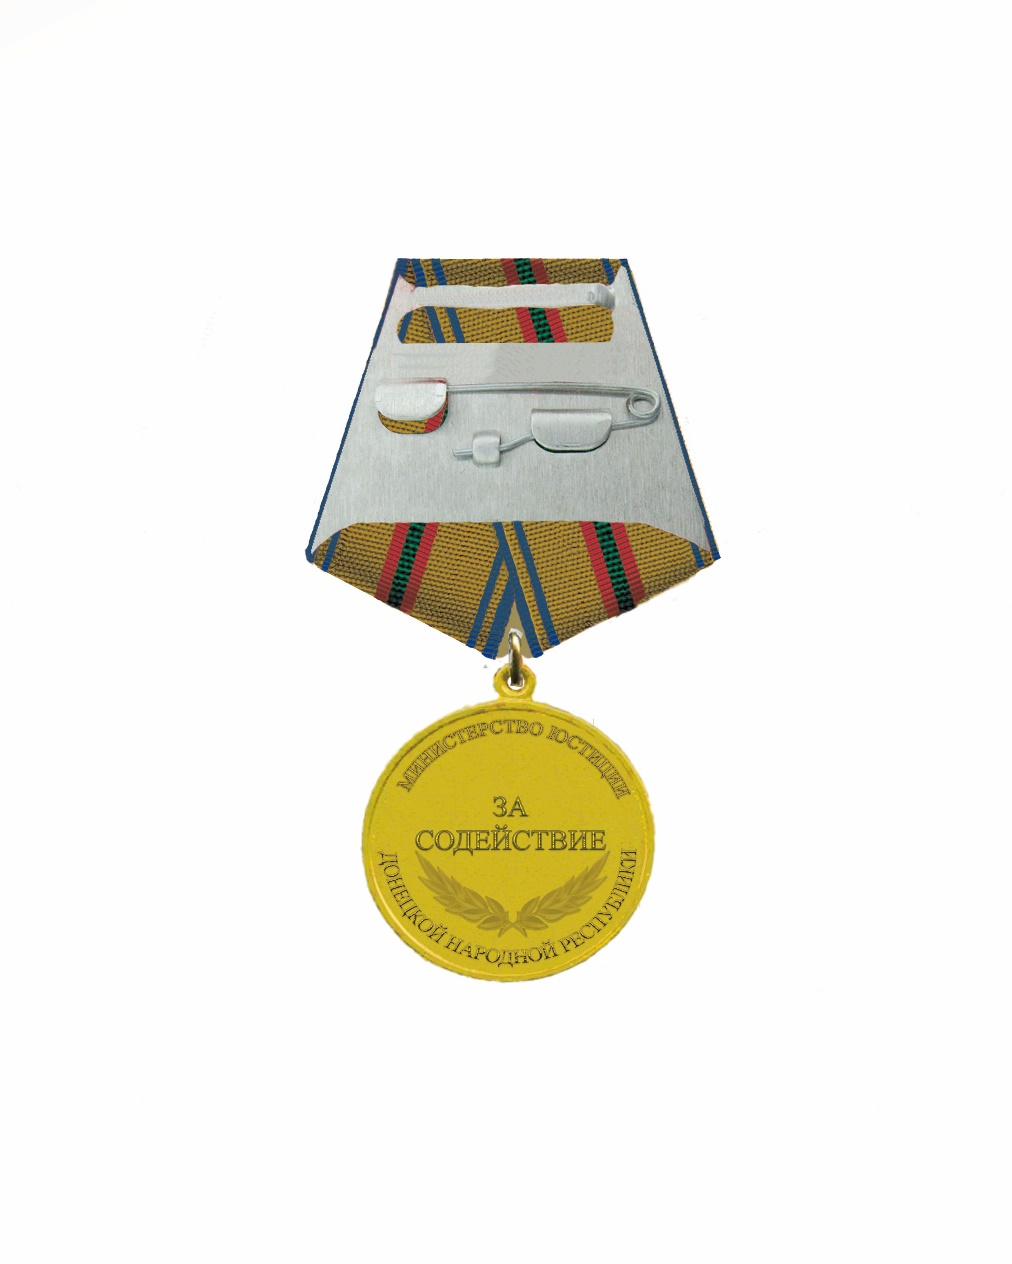 МИНИСТЕРСТВО ЮСТИЦИИ
ЗА
СОДЕЙСТВИЕ
ДОНЕЦКОЙ НАРОДНОЙ РЕСПУБЛИКИ